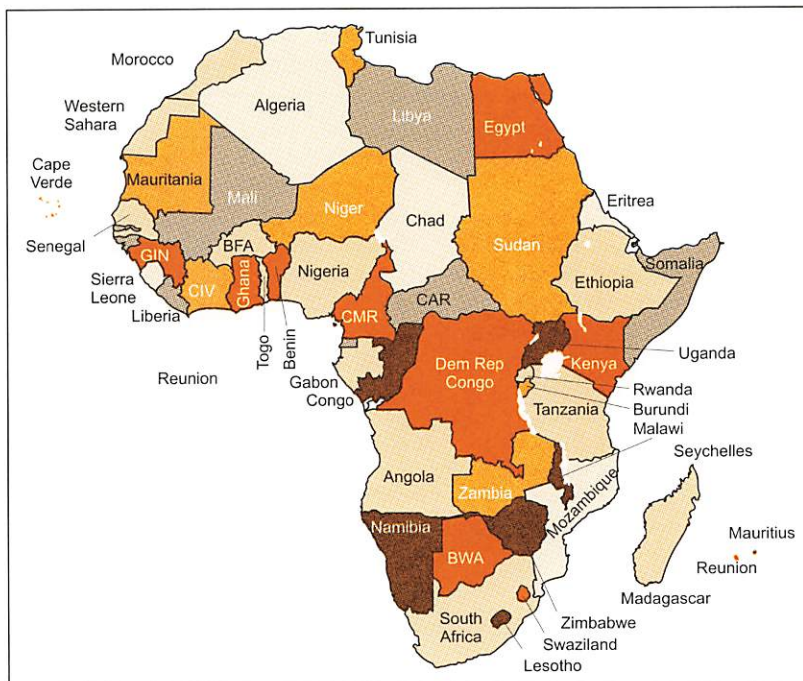 Tunisia
Morocco
Algeria
Libya
Egypt
Western
Sahara
Cape
Verde
Mauritania
Mali
Niger
Chad
Sudan
Eritrea
Senegal
BFA
GIN
Nigeria
Ethiopia
Somalia
Sierra
Leone
CIV
Ghana
CAR
Liberia
Togo
Benin
CMR
Uganda
Reunion
Gabon
Congo
Dem Rep
Congo
Kenya
Rwanda
Burundi
Tanzania
Malawi
Angola
Zambia
Mozambique
Seychelles
Namibia
BWA
Mauritius
Reunion
Madagascar
South
Africa
Zimbabwe
Swaziland
Lesotho